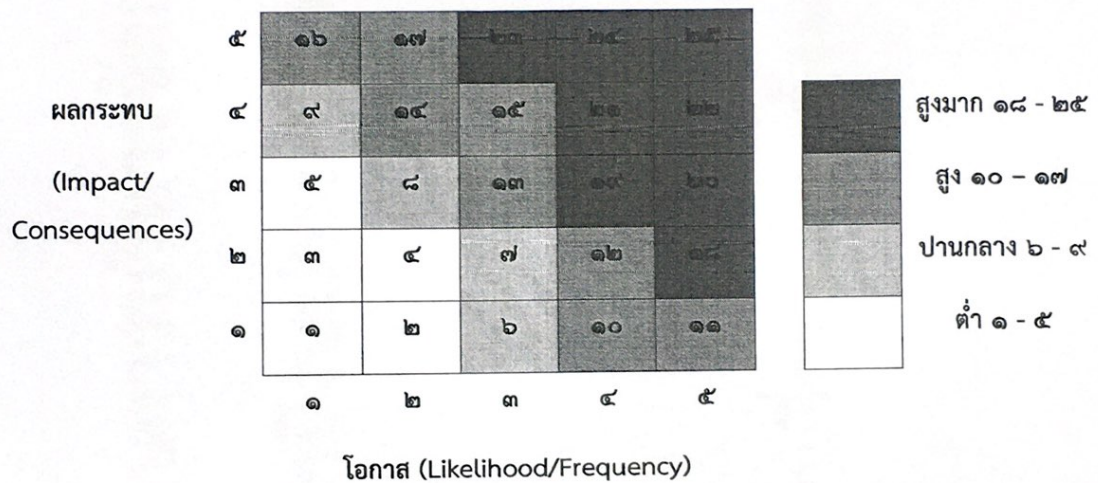 ๕ ๑๖ ๑๗ ๒๓ ๒๔ ๒๕
ผลกระทบ ๔ ๙ ๑๔ ๑๕ ๒๑ ๒๒
(Impact/ ๓ ๕ ๘ ๑๓ ๑๙ ๒๐
Consequences)
๒ ๓ ๔ ๗ ๑๒ ๑๘
๑ ๑ ๒ ๖ ๑๐ ๑๑
๑ ๒ ๓ ๔ ๕
โอกาส (Likelihood/Frequency)
สูงมาก ๑๘ - ๒๕
สูง ๑๐ – ๑๗
ปานกลาง ๖ - ๙
ต่ำ ๑ - ๕